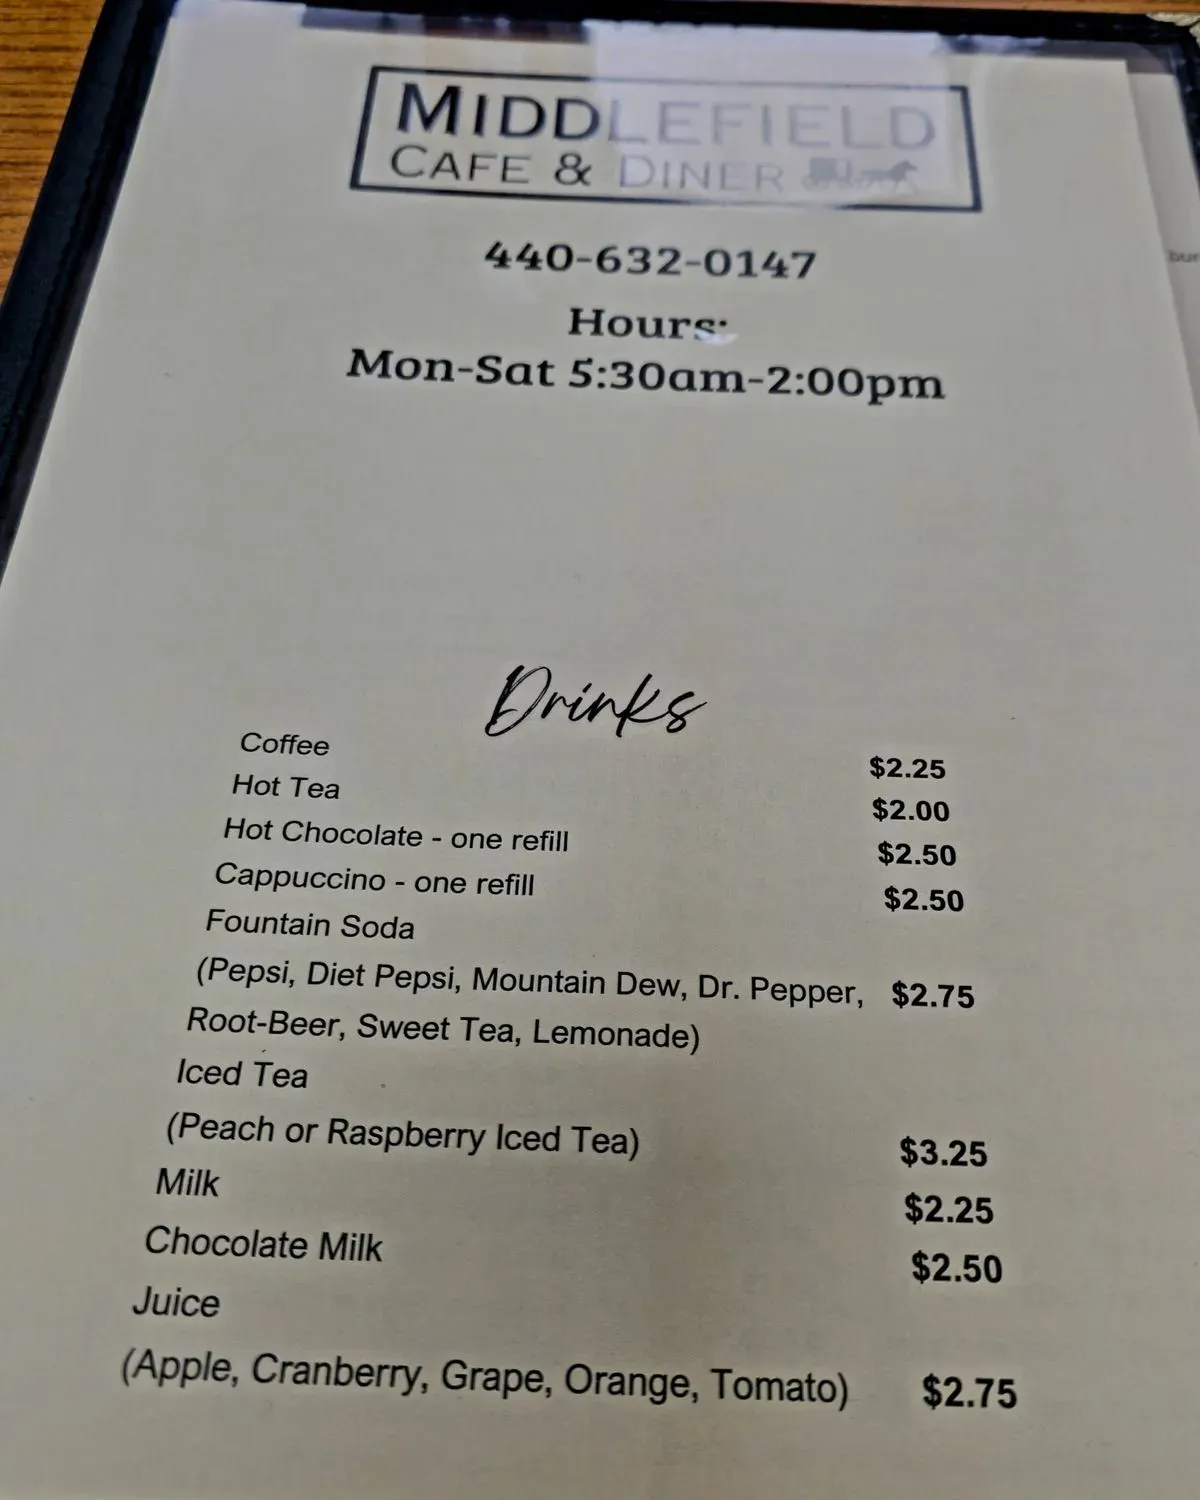 MIDDLEFIELD
CAFE & DINER
440-632-0147
Hours:
Mon-Sat 5:30am-2:00pm
Drinks
Coffee $2.25
Hot Tea $2.00
Hot Chocolate - one refill $2.50
Cappuccino - one refill $2.50
Fountain Soda
(Pepsi, Diet Pepsi, Mountain Dew, Dr. Pepper, $2.75
Root-Beer, Sweet Tea, Lemonade)
Iced Tea
(Peach or Raspberry Iced Tea) $3.25
Milk $2.25
Chocolate Milk $2.50
Juice
(Apple, Cranberry, Grape, Orange, Tomato) $2.75